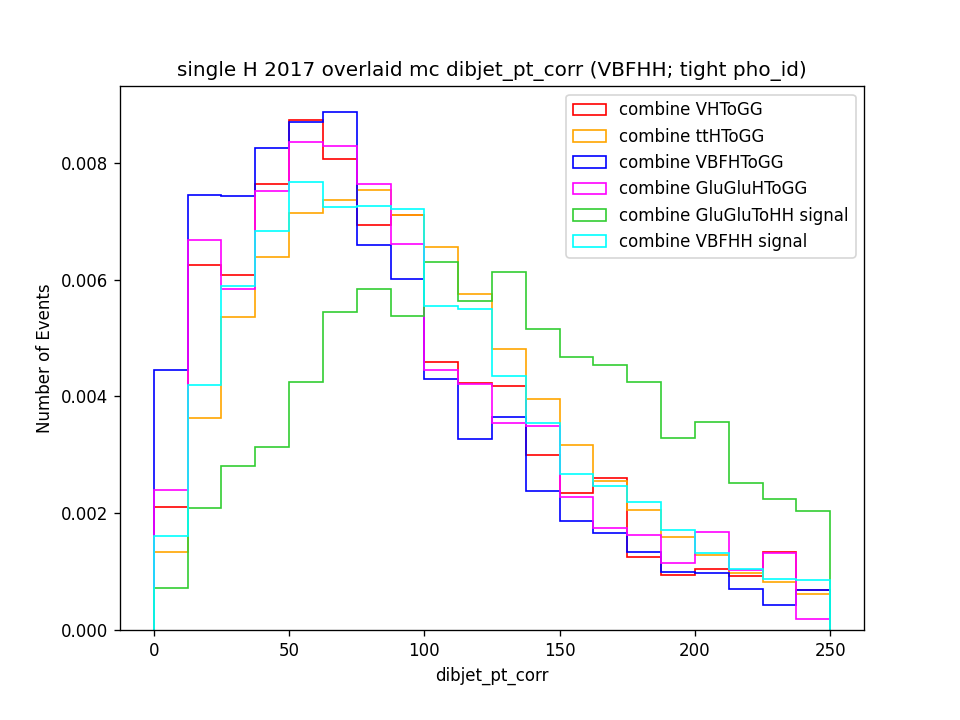 single H 2017 overlaid mc dibjet_pt_corr (VBFHH; tight pho_id)
combine VHToGG
combine ttHToGG
combine VBFHToGG
combine GluGluHToGG
combine GluGluToHH signal
combine VBFHH signal
Number of Events
0.008
0.006
0.004
0.002
0.000
0 50 100 150 200 250
dibjet_pt_corr